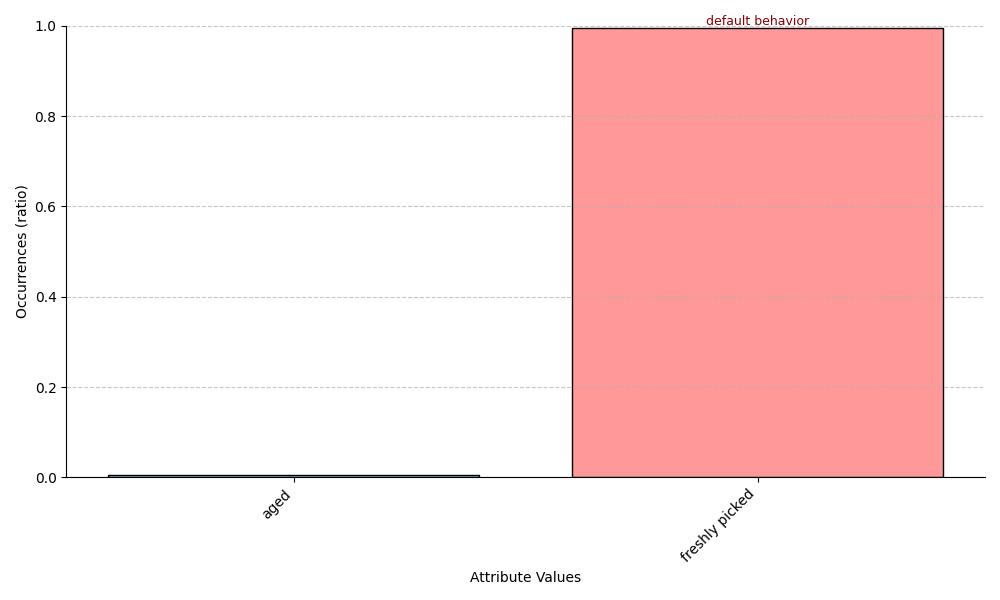 default behavior
1.0
0.8
0.6
0.4
0.2
0.0
Occurrences (ratio)
aged
freshly picked
Attribute Values